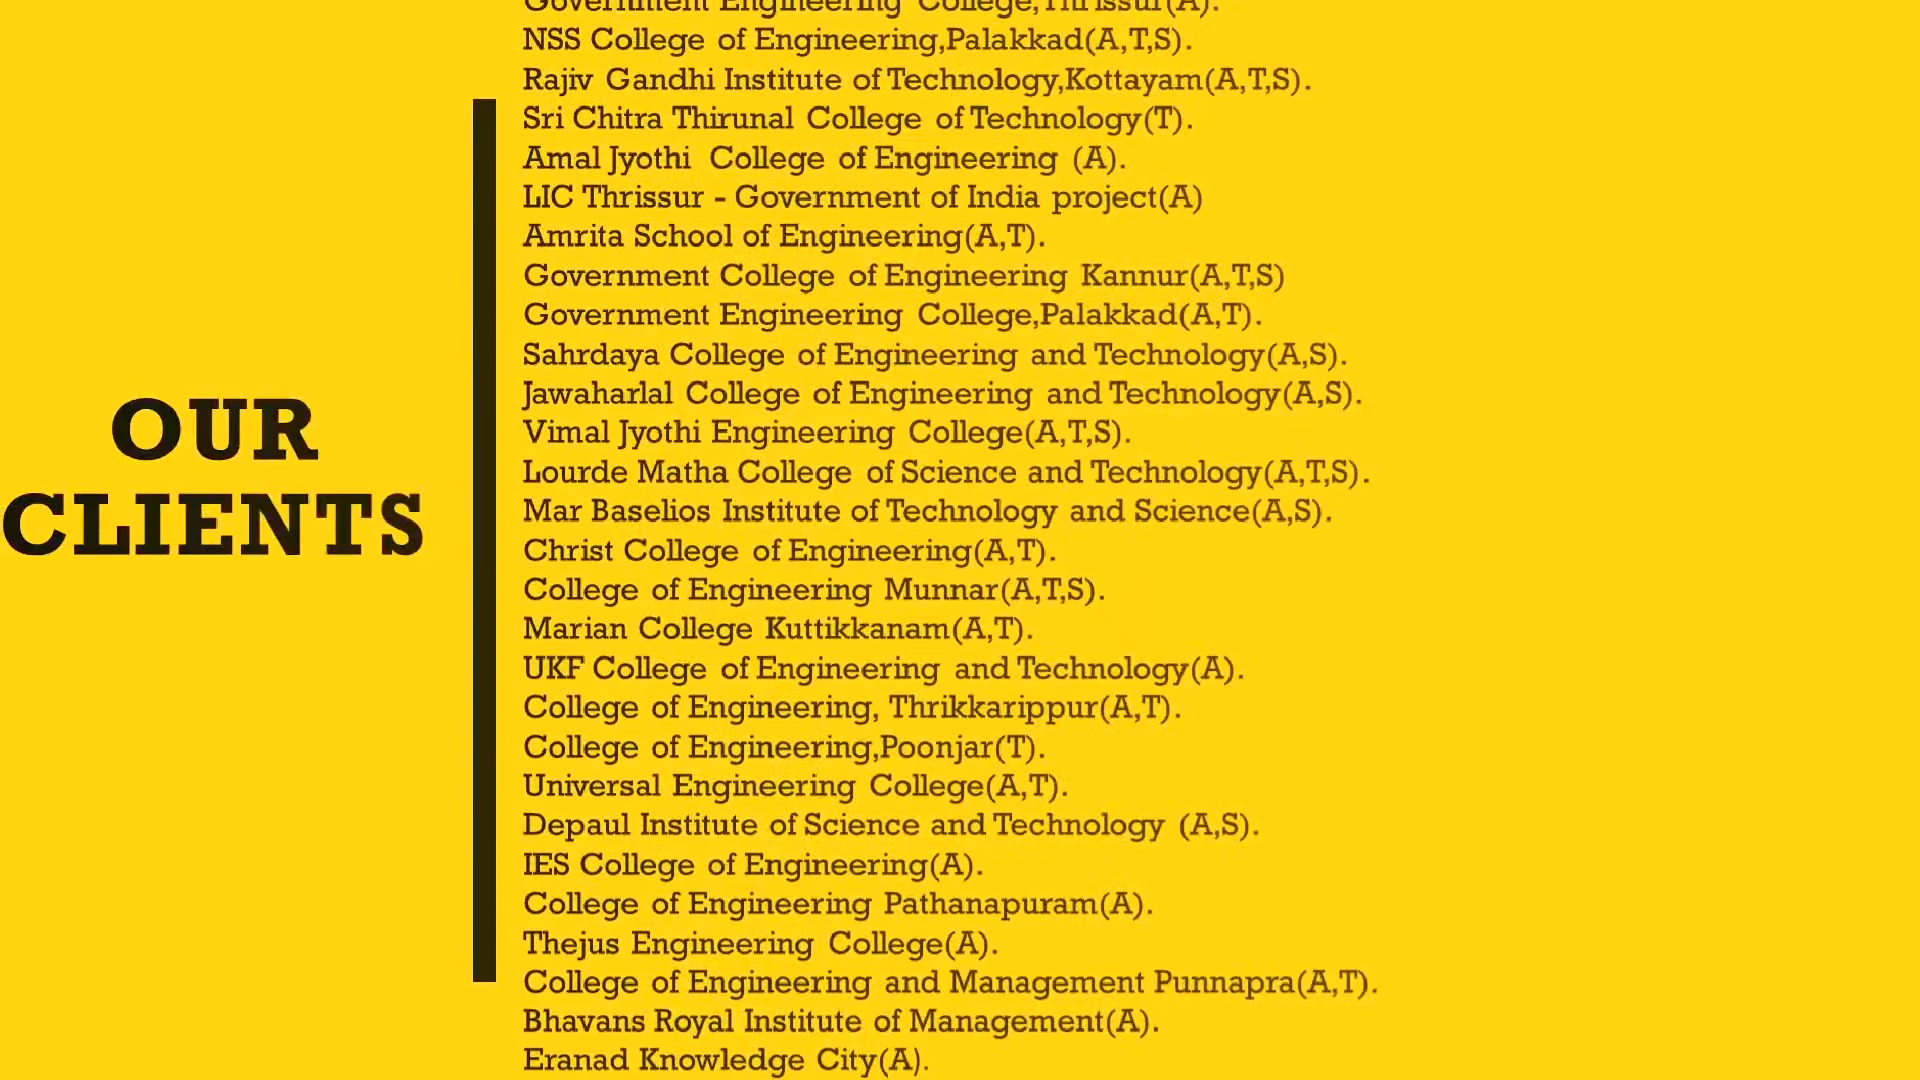 OUR
CLIENTS
Government Engineering College,Thrissur(A).
NSS College of Engineering,Palakkad(A,T,S).
Rajiv Gandhi Institute of Technology,Kottayam(A,T,S).
Sri Chitra Thirunal College of Technology(T).
Amal Jyothi College of Engineering (A).
LIC Thrissur - Government of India project(A)
Amrita School of Engineering(A,T).
Government College of Engineering Kannur(A,T,S)
Government Engineering College,Palakkad(A,T).
Sahrdaya College of Engineering and Technology(A,S).
Jawaharlal College of Engineering and Technology(A,S).
Vimal Jyothi Engineering College(A,T,S).
Lourde Matha College of Science and Technology(A,T,S).
Mar Baselios Institute of Technology and Science(A,S).
Christ College of Engineering(A,T).
College of Engineering Munnar(A,T,S).
Marian College Kuttikkanam(A,T).
UKF College of Engineering and Technology(A).
College of Engineering, Thrikkarippur(A,T).
College of Engineering,Poonjar(T).
Universal Engineering College(A,T).
Depaul Institute of Science and Technology (A,S).
IES College of Engineering(A).
College of Engineering Pathanapuram(A).
Thejus Engineering College(A).
College of Engineering and Management Punnapra(A,T).
Bhavans Royal Institute of Management(A).
Eranad Knowledge City(A).